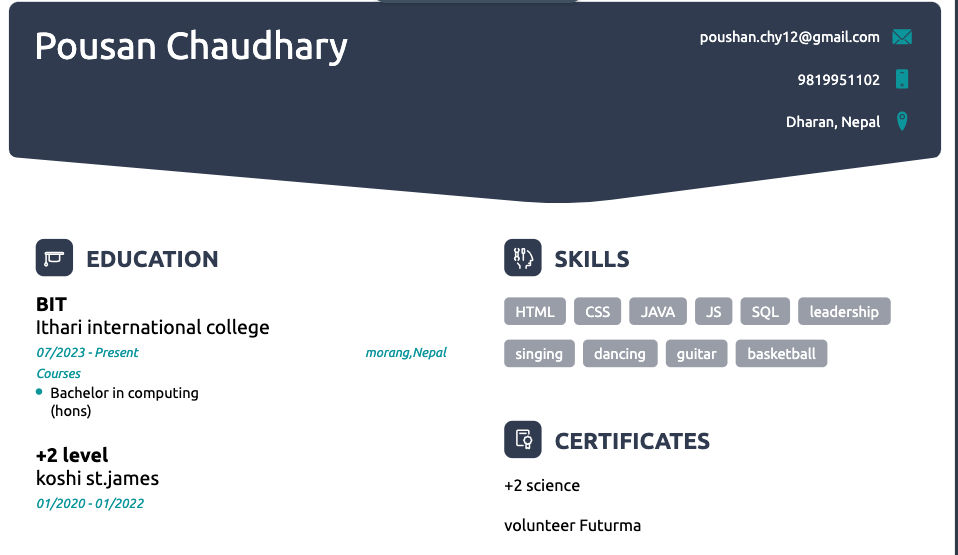 Pousan Chaudhary
poushan.chy12@gmail.com
9819951102
Dharan, Nepal
EDUCATION
BIT
Ithari international college
07/2023 - Present morang,Nepal
Courses
Bachelor in computing
(hons)
+2 level
koshi st.james
01/2020 - 01/2022
SKILLS
HTML CSS JAVA JS SQL leadership
singing dancing guitar basketball
CERTIFICATES
+2 science
volunteer Futurma